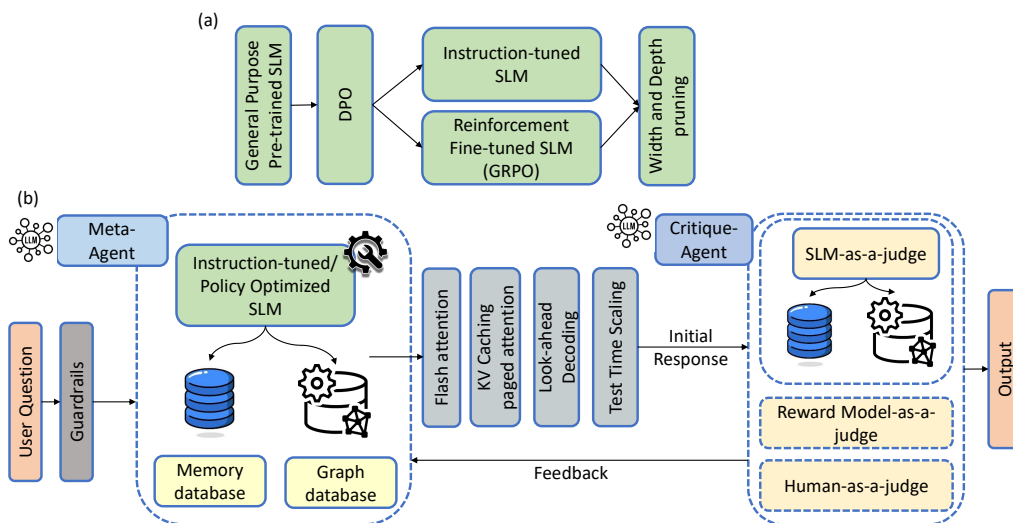 (a)
General Purpose
Pre-trained SLM
DPO
Instruction-tuned
SLM
Reinforcement
Fine-tuned SLM
(GRPO)
Width and Depth
pruning
(b)
LLM
Meta-
Agent
Instruction-tuned/
Policy Optimized
SLM
Memory
database
Graph
database
User Question
Guardrails
Flash attention
KV Caching
paged attention
Look-ahead
Decoding
Test Time Scaling
Initial
Response
Feedback
LLM
Critique-
Agent
SLM-as-a-judge
Reward Model-as-a-
judge
Human-as-a-judge
Output